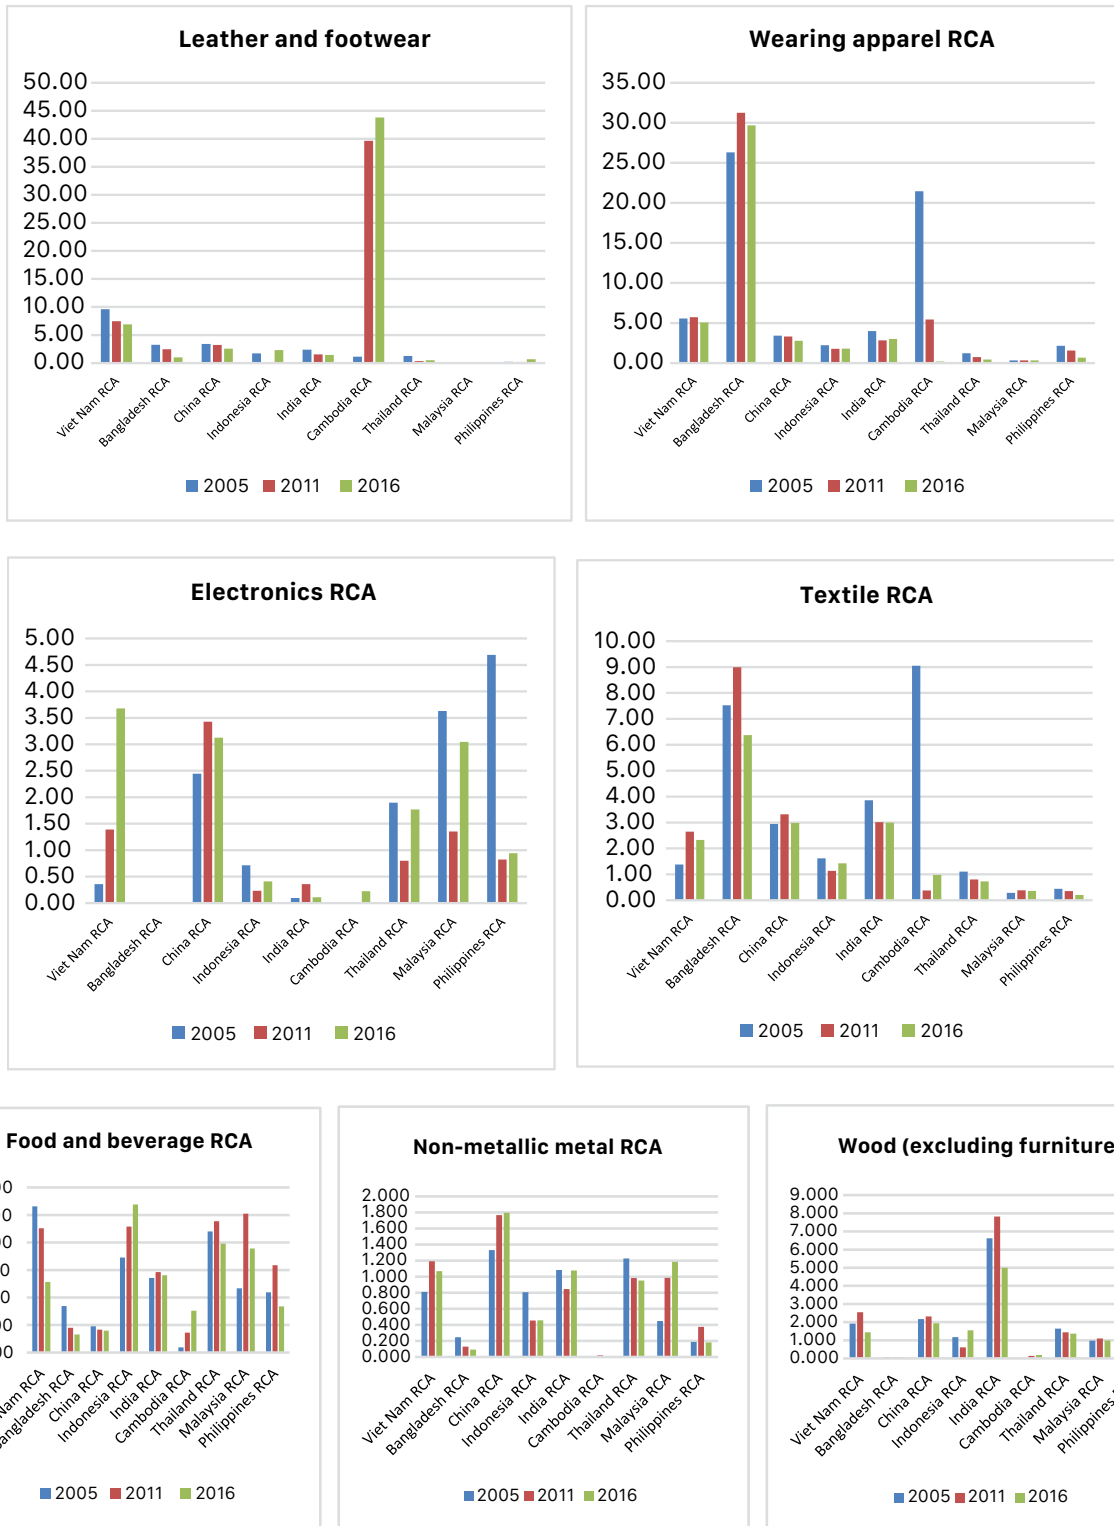 Leather and footwear
50.00
45.00
40.00
35.00
30.00
25.00
20.00
15.00
10.00
5.00
0.00
Viet Nam RCA
Bangladesh RCA
China RCA
Indonesia RCA
India RCA
Cambodia RCA
Thailand RCA
Malaysia RCA
Philippines RCA
2005 2011 2016
Wearing apparel RCA
35.00
30.00
25.00
20.00
15.00
10.00
5.00
0.00
Viet Nam RCA
Bangladesh RCA
China RCA
Indonesia RCA
India RCA
Cambodia RCA
Thailand RCA
Malaysia RCA
Philippines RCA
2005 2011 2016
Electronics RCA
5.00
4.50
4.00
3.50
3.00
2.50
2.00
1.50
1.00
0.50
0.00
Viet Nam RCA
Bangladesh RCA
China RCA
Indonesia RCA
India RCA
Cambodia RCA
Thailand RCA
Malaysia RCA
Philippines RCA
2005 2011 2016
Textile RCA
10.00
9.00
8.00
7.00
6.00
5.00
4.00
3.00
2.00
1.00
0.00
Viet Nam RCA
Bangladesh RCA
China RCA
Indonesia RCA
India RCA
Cambodia RCA
Thailand RCA
Malaysia RCA
Philippines RCA
2005 2011 2016
Food and beverage RCA
Nam RCA
Bangladesh RCA
China RCA
Indonesia RCA
India RCA
Cambodia RCA
Thailand RCA
Malaysia RCA
Philippines RCA
2005 2011 2016
Non-metallic metal RCA
2.000
1.800
1.600
1.400
1.200
1.000
0.800
0.600
0.400
0.200
0.000
Viet Nam RCA
Bangladesh RCA
China RCA
Indonesia RCA
India RCA
Cambodia RCA
Thailand RCA
Malaysia RCA
Philippines RCA
2005 2011 2016
Wood (excluding furniture
9.000
8.000
7.000
6.000
5.000
4.000
3.000
2.000
1.000
0.000
Viet Nam RCA
Bangladesh RCA
China RCA
Indonesia RCA
India RCA
Cambodia RCA
Thailand RCA
Malaysia RCA
Philippines
2005 2011 2016